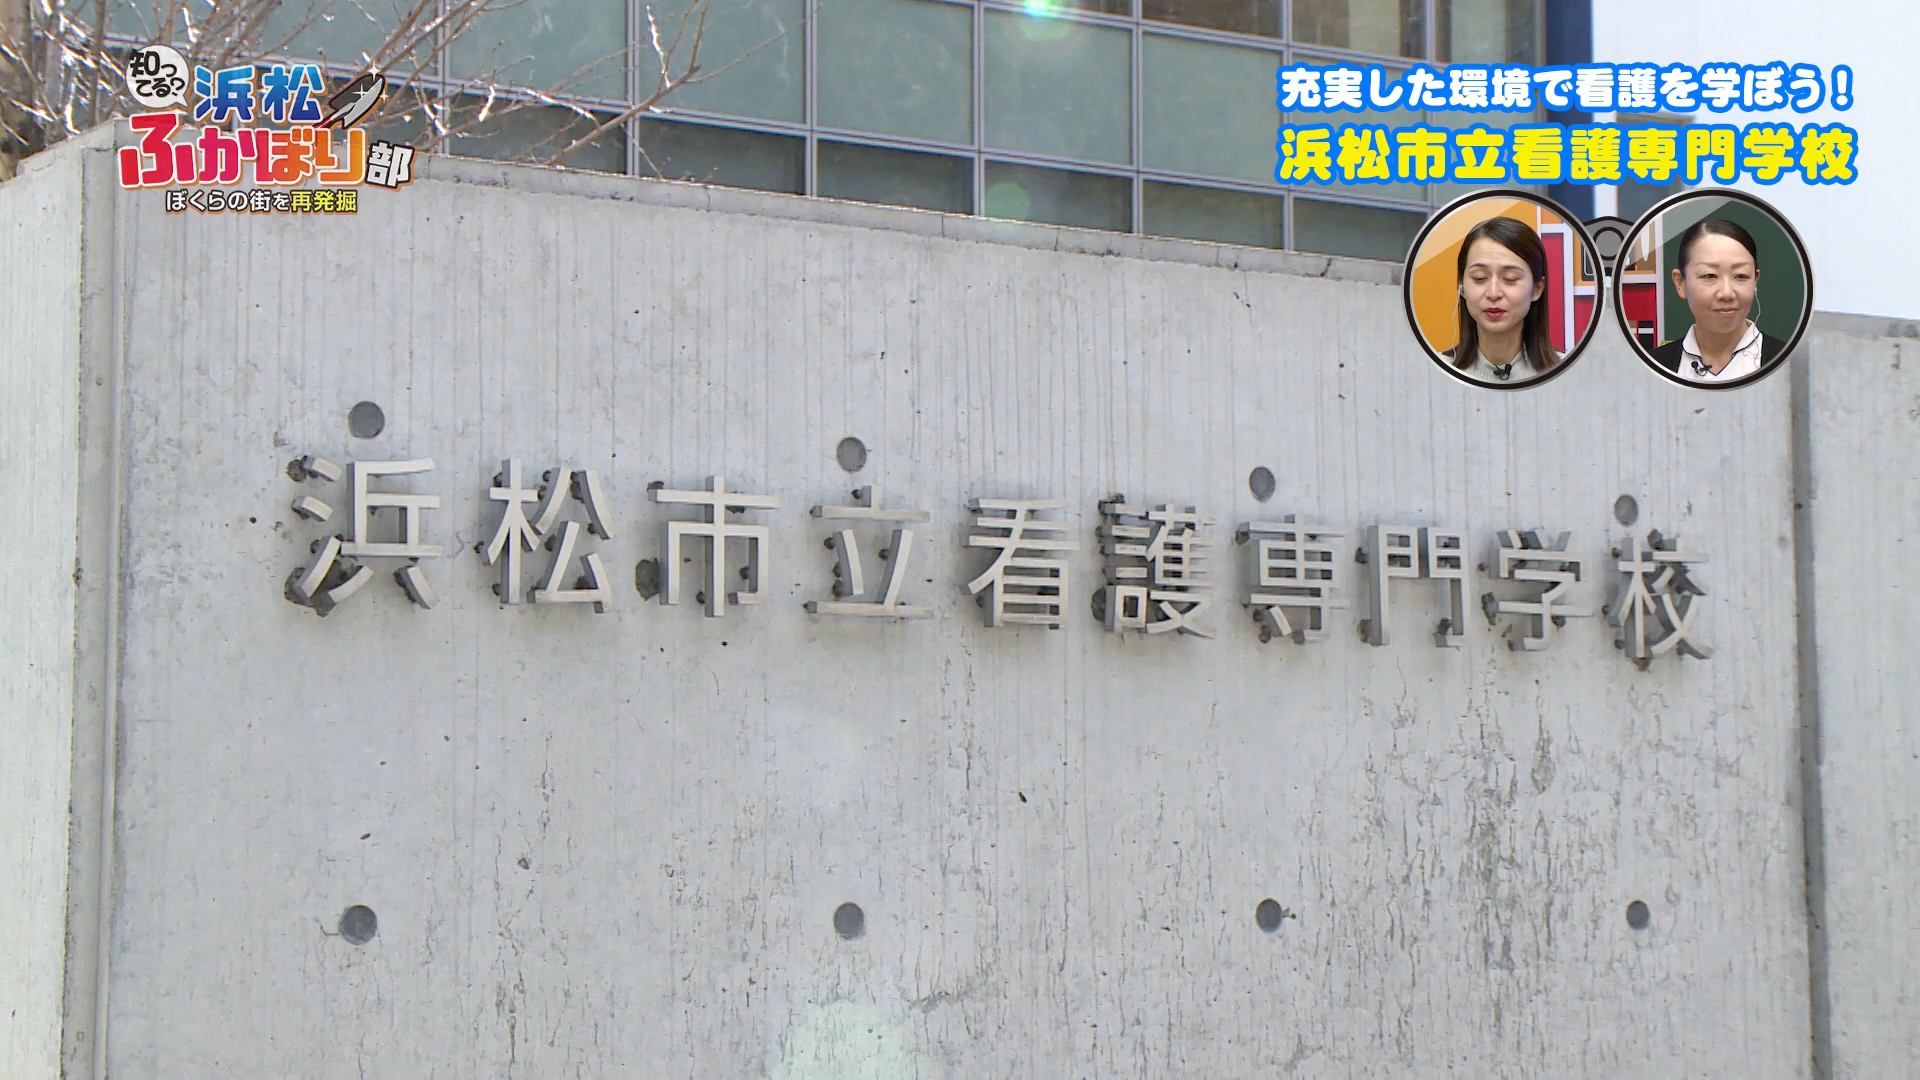 知ってる?
浜松
ふかぼり部
ぼくらの街を再発掘
充実した環境で看護を学ぼう!
浜松市立看護専門学校
浜松市立看護専門学校